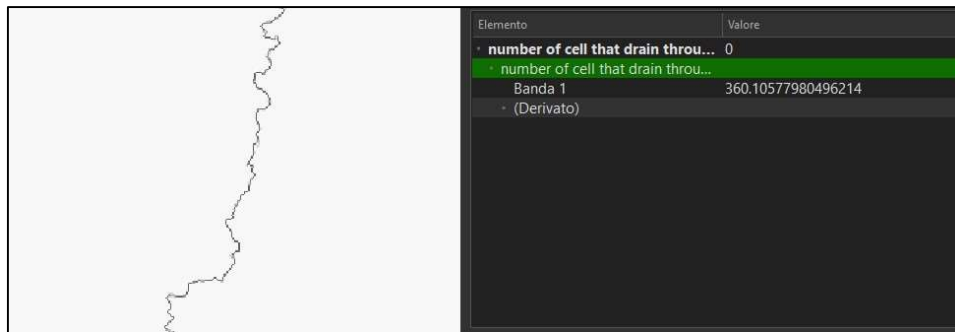 Elemento Valore
number of cell that drain throu... 0
number of cell that drain throu...
Banda 1 360.10577980496214
(Derivato)